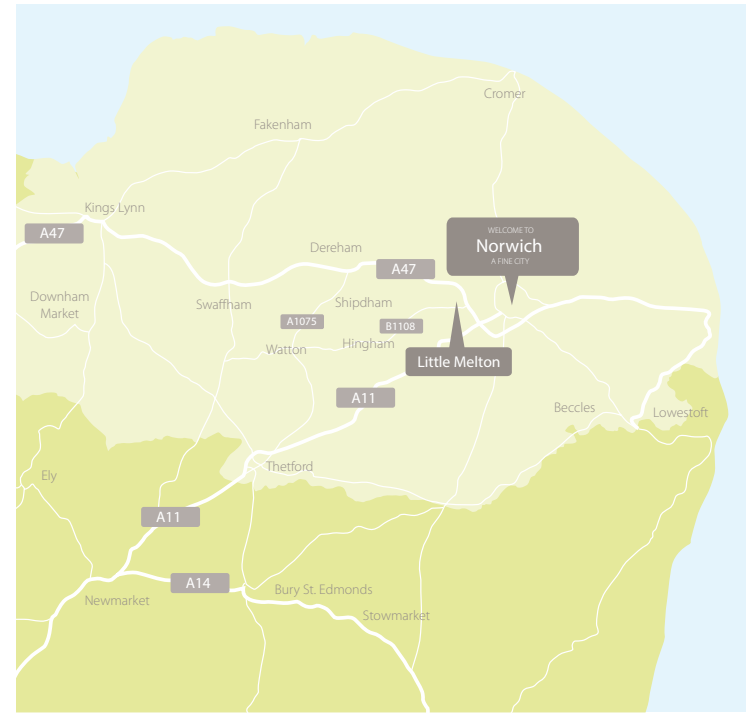 Cromer
Fakenham
Kings Lynn
A47
WELCOME TO
Norwich
A FINE CITY
Dereham
A47
Downham
Market
Swaffham
Shipdham
A1075
B1108
Watton
Hingham
Little Melton
A11
Beccles
Lowestoft
Thetford
Ely
A11
A14
Bury St. Edmonds
Newmarket
Stowmarket